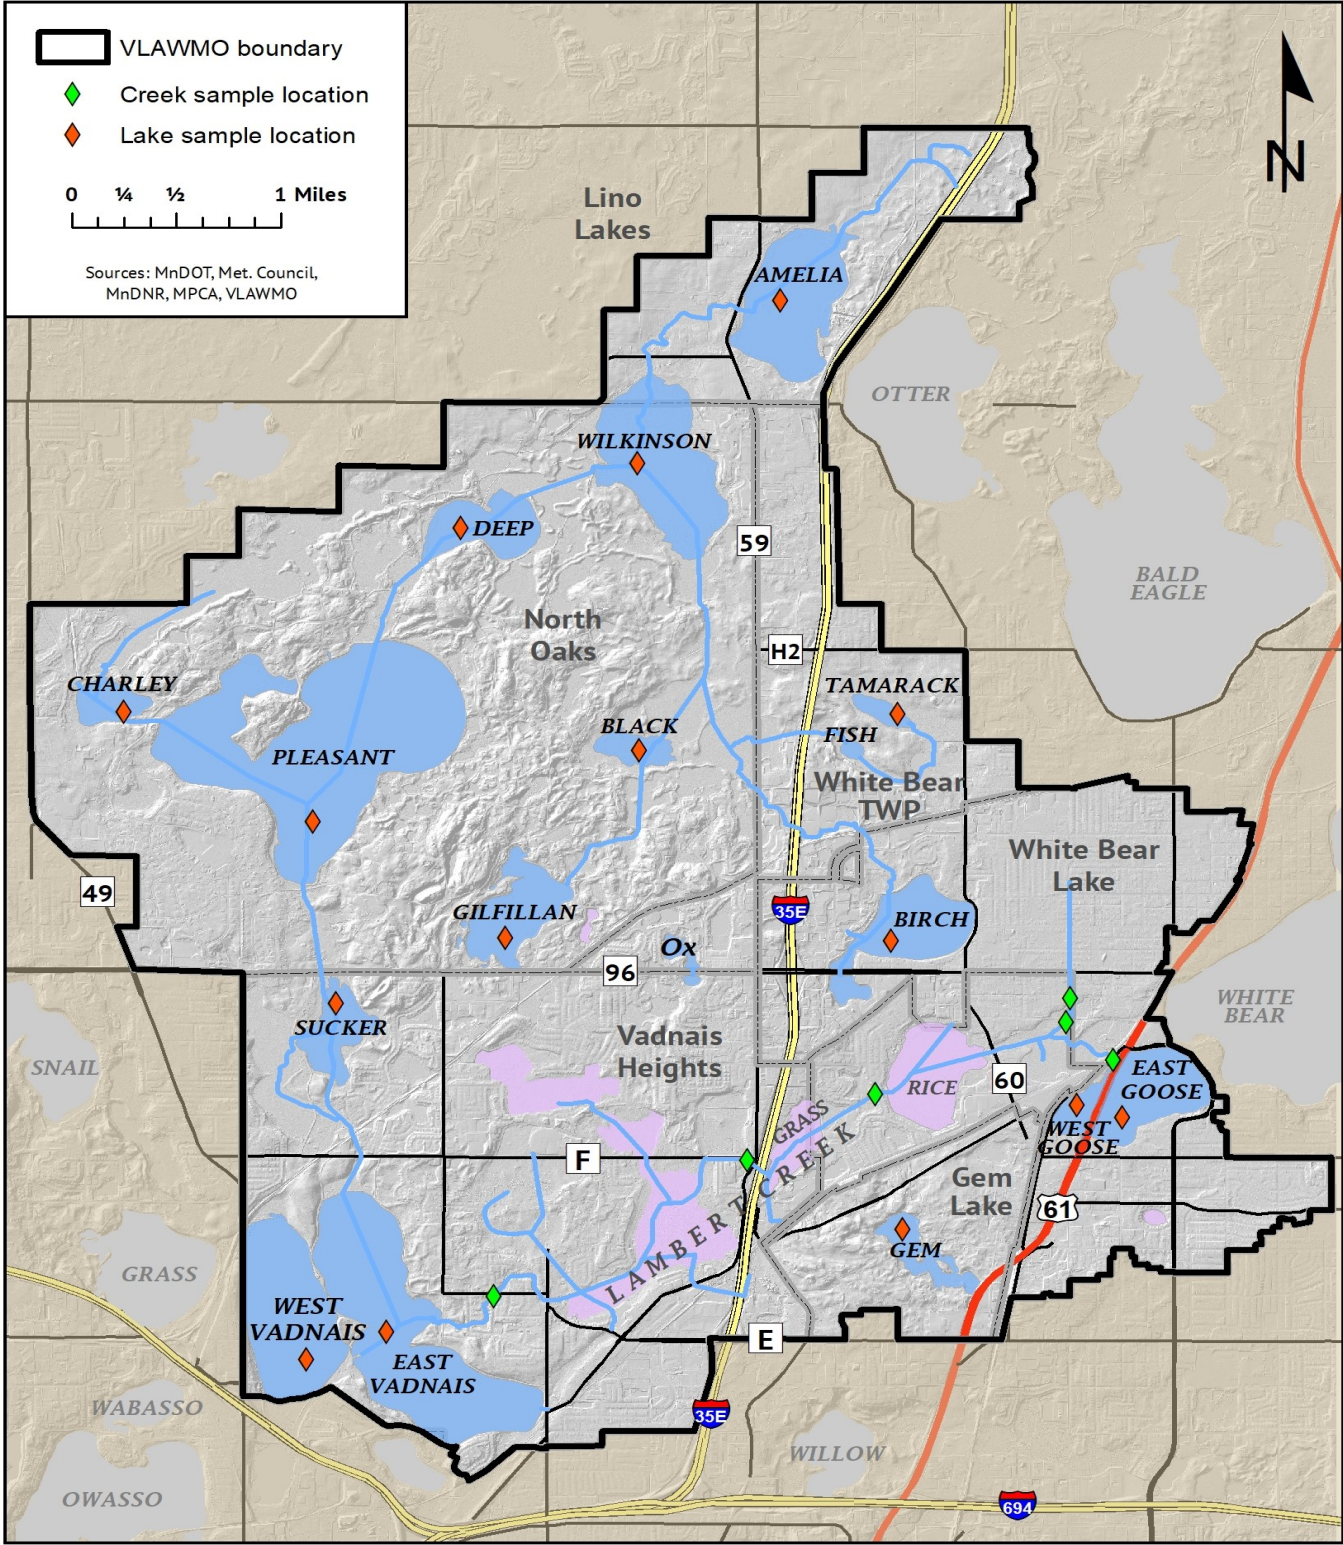 VLAWMO boundary
Creek sample location
Lake sample location
0 ¼ ½ 1 Miles
Sources: MnDOT, Met. Council,
MnDNR, MPCA, VLAWMO
N
Lino
Lakes
AMELIA
OTTER
WILKINSON
DEEP
59
BALD
EAGLE
North
Oaks
H2
CHARLEY
TAMARACK
BLACK
FISH
PLEASANT
White Bear
TWP
White Bear
Lake
49
35E
GILFILLAN
BIRCH
Ox
96
SUCKER
WHITE
BEAR
Vadnais
Heights
SNAIL
60
RICE
EAST
GOOSE
GRASS
WEST
GOOSE
F
LAMBERT CREEK
Gem
Lake
61
GEM
GRASS
WEST
VADNAIS
E
EAST
VADNAIS
WABASSO
35E
WILLOW
OWASSO
694